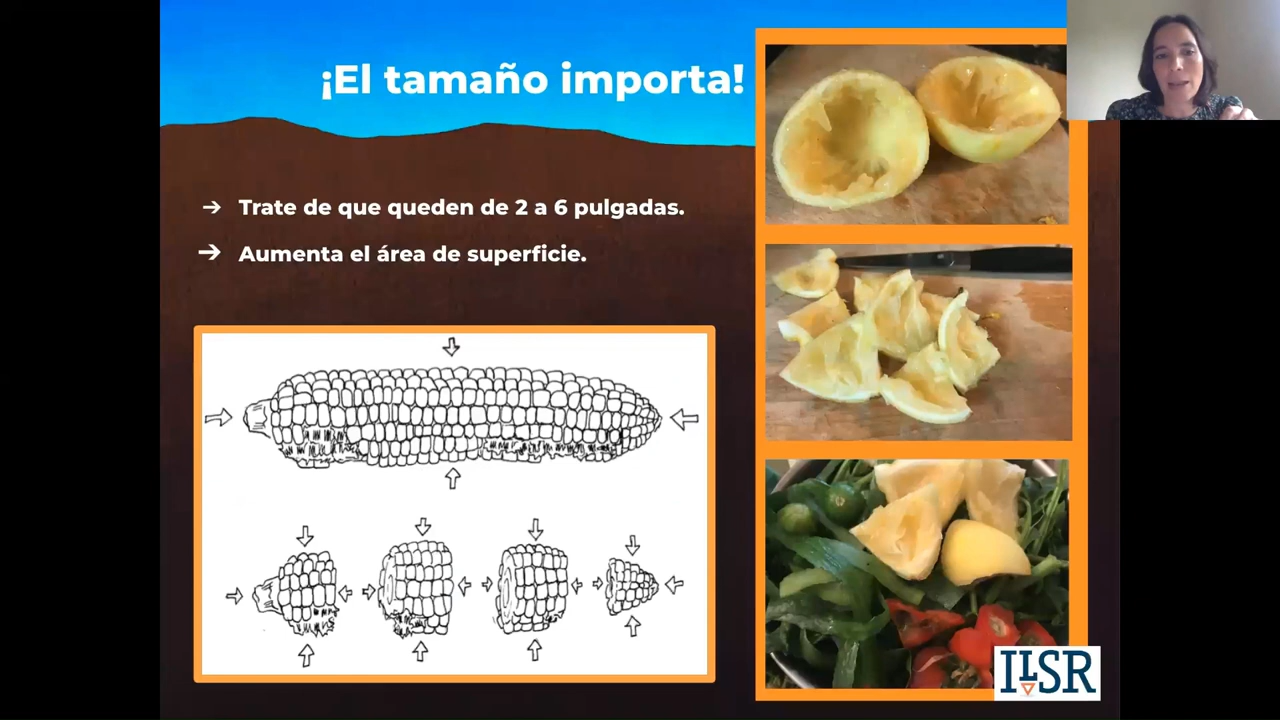 ¡El tamaño importa!
➔ Trate de que queden de 2 a 6 pulgadas.
➔ Aumenta el área de superficie.
ILSR